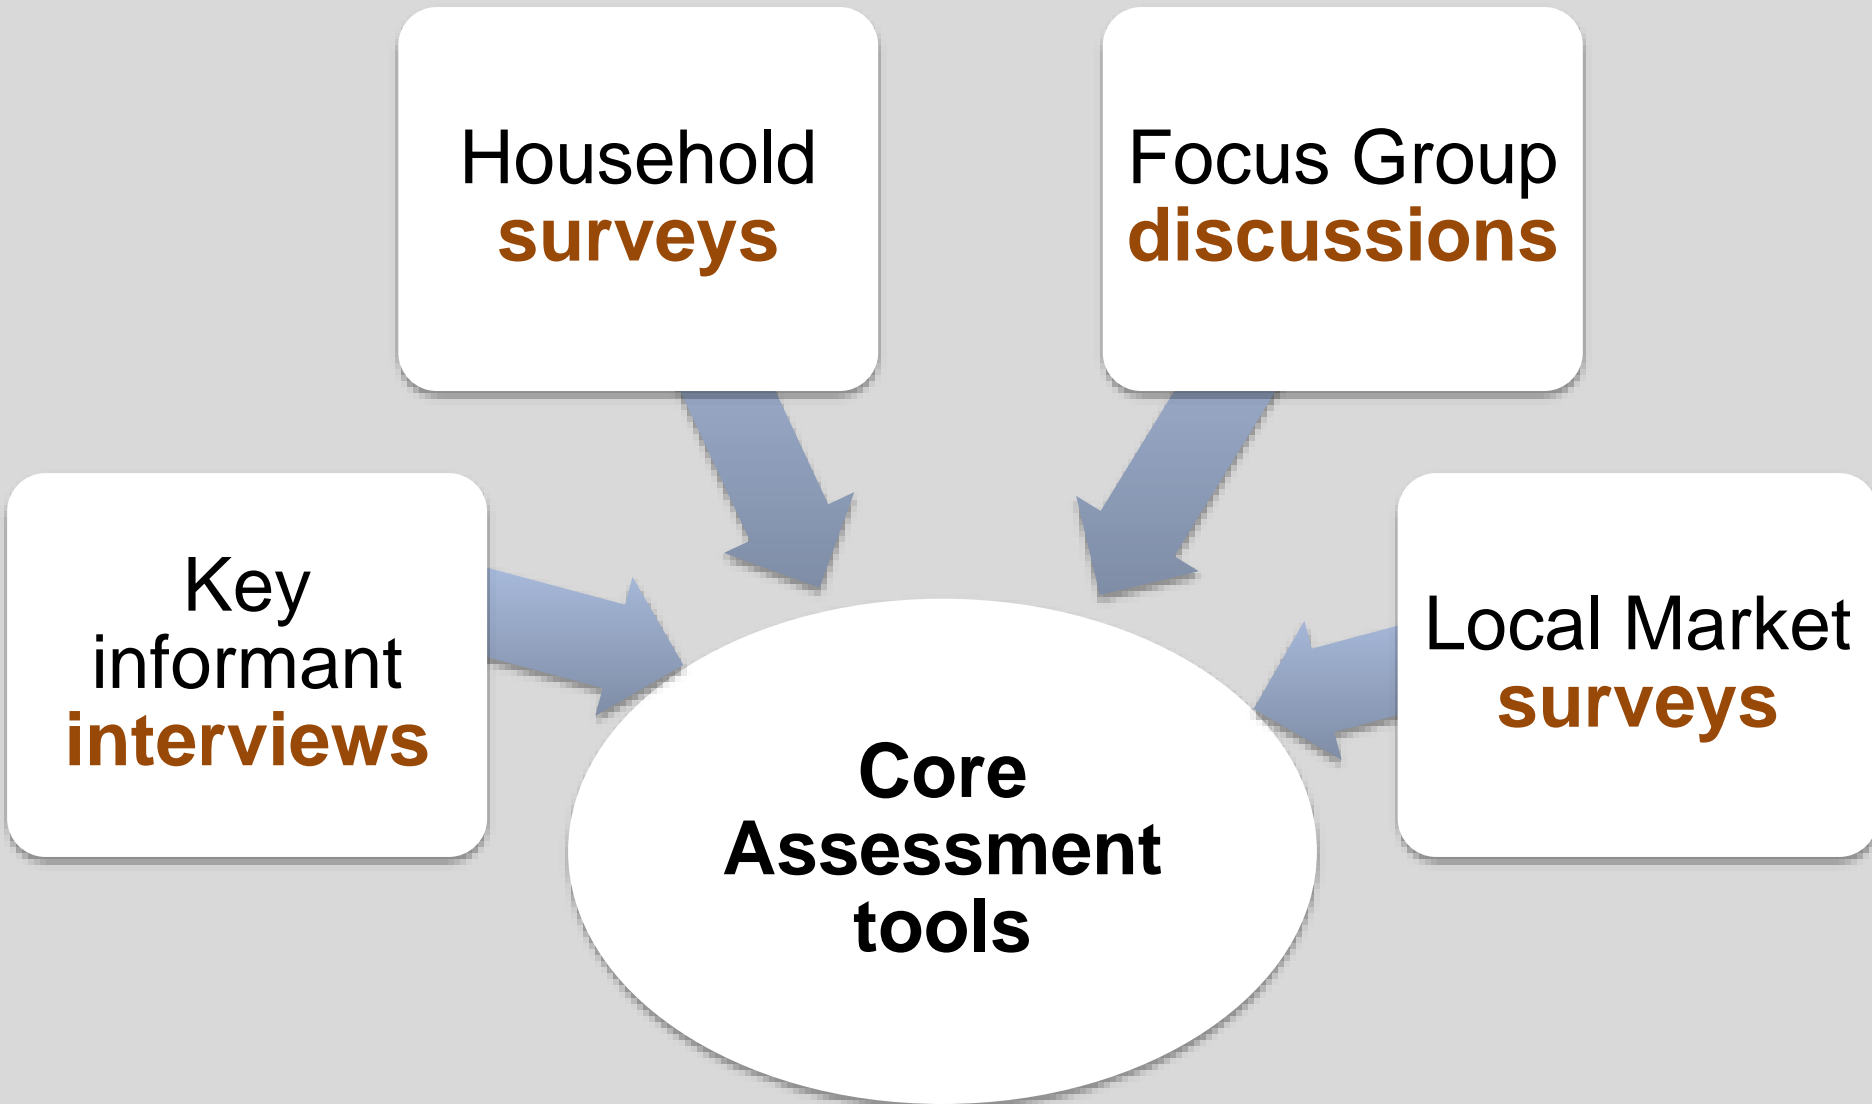 Household
surveys
Focus Group
discussions
Key
informant
interviews
Local Market
surveys
Core
Assessment
tools